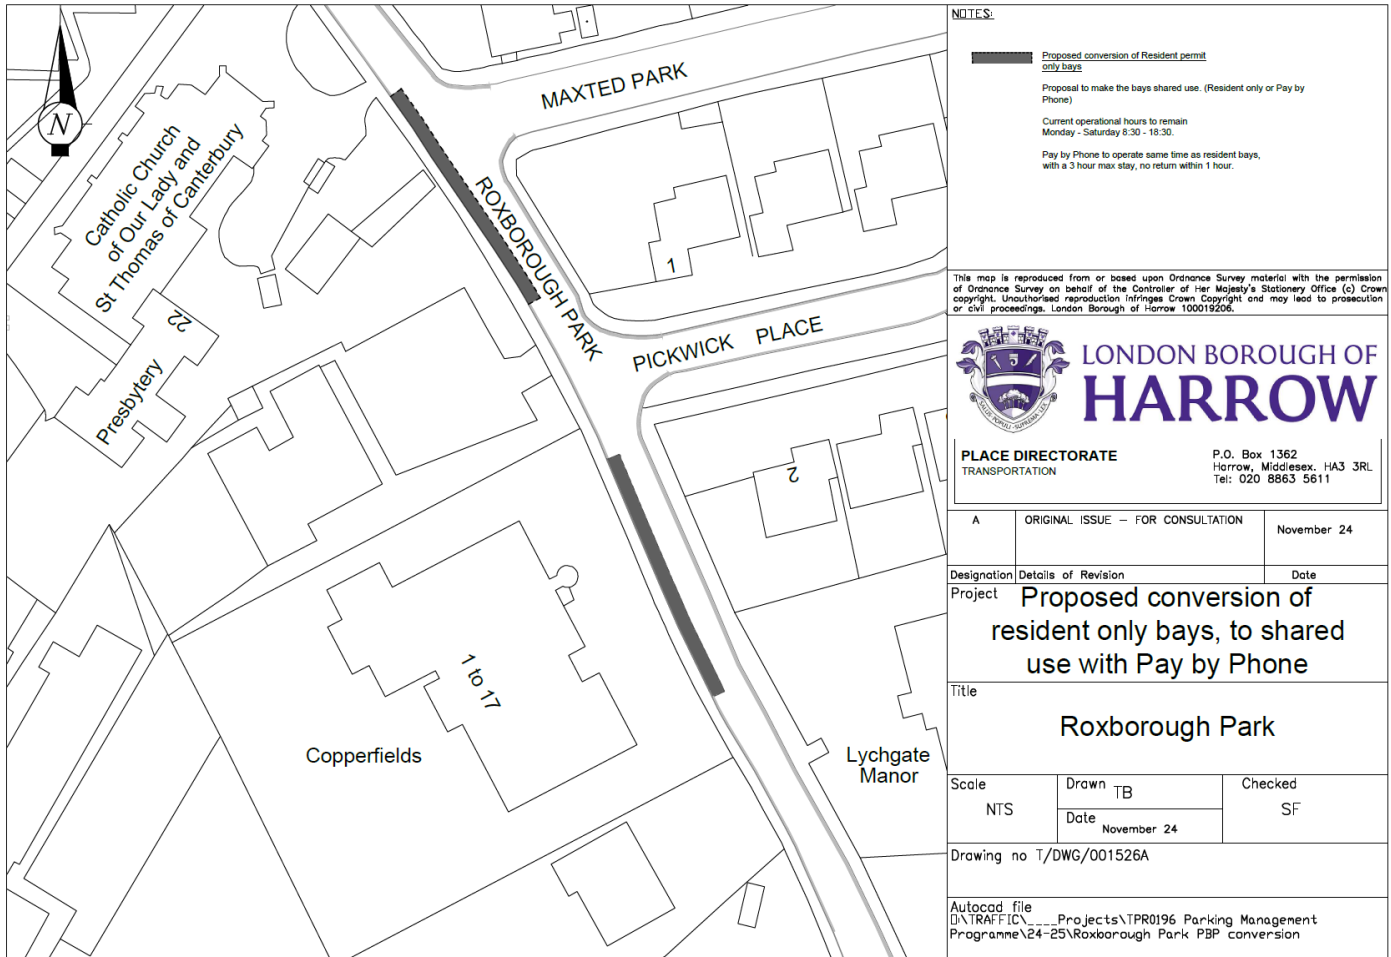 NOTES:
Proposed conversion of Resident permit
only bays
Proposal to make the bays shared use. (Resident only or Pay by
Phone)
Current operational hours to remain
Monday - Saturday 8:30 - 18:30.
Pay by Phone to operate same time as resident bays,
with a 3 hour max stay, no return within 1 hour.
This map is reproduced from or based upon Ordnance Survey material with the permission
of Ordnance Survey on behalf of the Controller of Her Majesty's Stationery Office (c) Crown
copyright. Unauthorised reproduction infringes Crown Copyright and may lead to prosecution
or civil proceedings. London Borough of Harrow 100019206.
SALUS POPULI SUPREMA LEX
LONDON BOROUGH OF
HARROW
PLACE DIRECTORATE
TRANSPORTATION
P.O. Box 1362
Harrow, Middlesex. HA3 3RL
Tel: 020 8863 5611
A
ORIGINAL ISSUE – FOR CONSULTATION
November 24
Designation
Details of Revision
Date
Project
Proposed conversion of
resident only bays, to shared
use with Pay by Phone
Title
Roxborough Park
Scale
NTS
Drawn
TB
Date
November 24
Checked
SF
Drawing no T/DWG/001526A
Autocad file
D:\TRAFFIC\____Projects\TPR0196 Parking Management
Programme\24-25\Roxborough Park PBP conversion
N
MAXTED PARK
Catholic Church
of Our Lady and
St Thomas of Canterbury
ROXBOROUGH PARK
1
22
Presbytery
PICKWICK PLACE
2
1 to 17
Copperfields
Lychgate
Manor